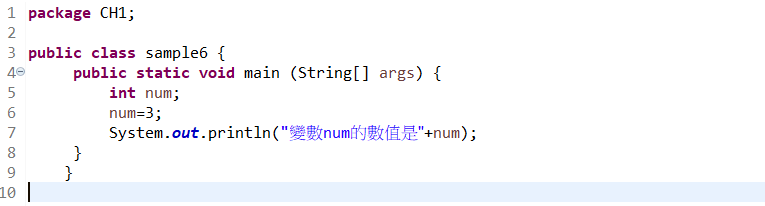 1 package CH1;
2
3 public class sample6 {
4 public static void main (String[] args) {
5 int num;
6 num=3;
7 System.out.println("變數num的數值是"+num);
8 }
9 }
10